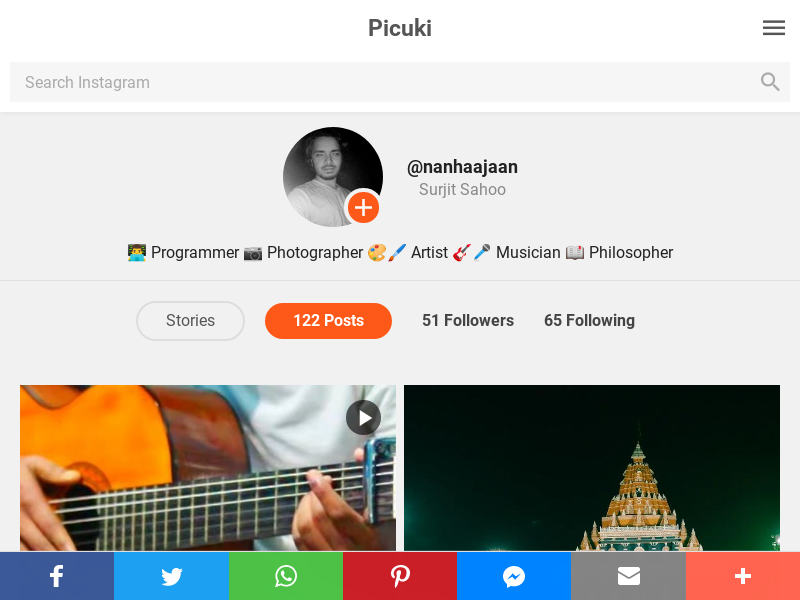 Picuki
Search Instagram
@nanhaajaan
Surjit Sahoo
👨‍💻 Programmer 📷 Photographer 🎨🖌️ Artist 🎸🎤 Musician 📖 Philosopher
Stories 122 Posts 51 Followers 65 Following